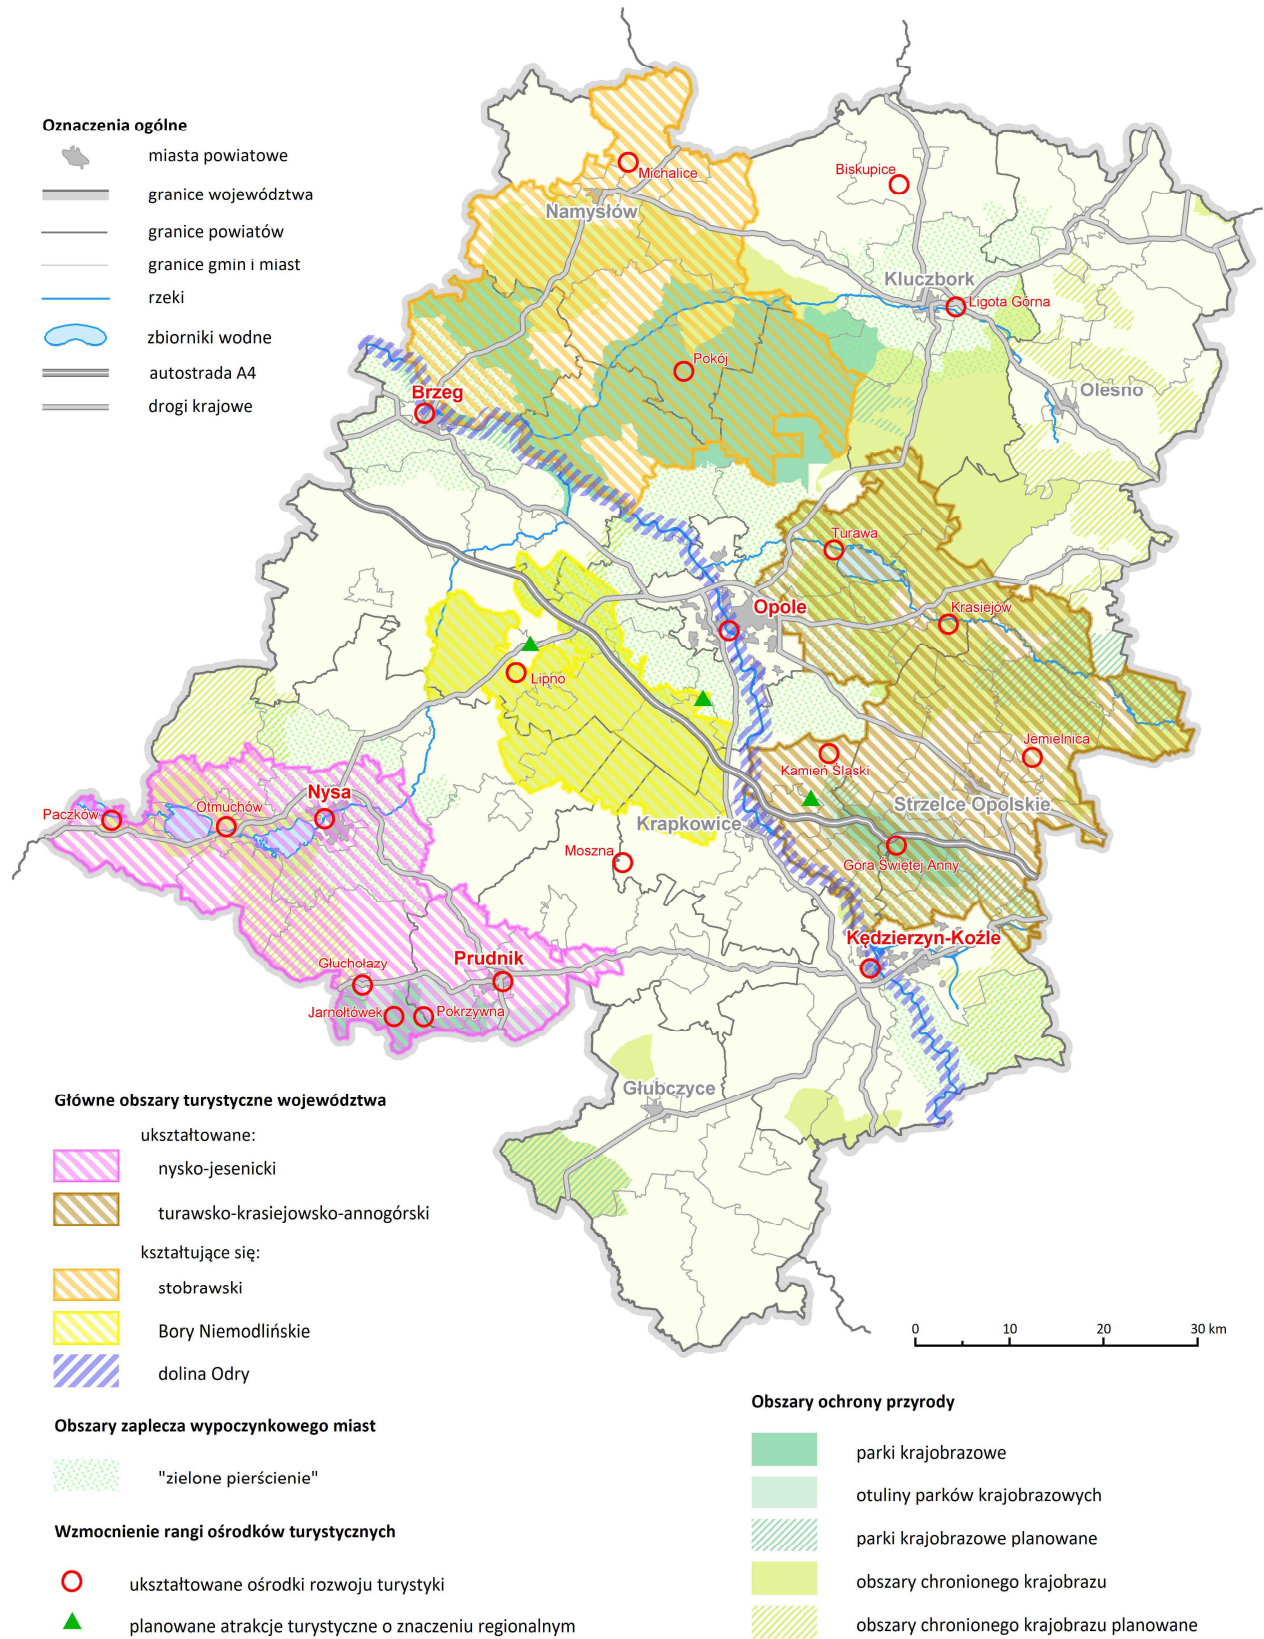 Michalice
Biskupice
Namysłów
Kluczbork
Ligota Górna
Pokój
Olesno
Brzeg
Turawa
Krasiejów
Opole
Lipno
Jemielnica
Kamień Śląski
Nysa
Otmuchów
Paczków
Strzelce Opolskie
Krapkowice
Moszna
Góra Świętej Anny
Kędzierzyn-Koźle
Prudnik
Głuchołazy
Jarnołtówek
Pokrzywna
Głubczyce
Oznaczenia ogólne
miasta powiatowe
granice województwa
granice powiatów
granice gmin i miast
rzeki
zbiorniki wodne
autostrada A4
drogi krajowe
Główne obszary turystyczne województwa
ukształtowane:
nysko-jesenicki
turawsko-krasiejowsko-annogórski
kształtujące się:
stobrawski
Bory Niemodlińskie
dolina Odry
Obszary zaplecza wypoczynkowego miast
"zielone pierścienie"
Wzmocnienie rangi ośrodków turystycznych
ukształtowane ośrodki rozwoju turystyki
planowane atrakcje turystyczne o znaczeniu regionalnym
0 10 20 30 km
Obszary ochrony przyrody
parki krajobrazowe
otuliny parków krajobrazowych
parki krajobrazowe planowane
obszary chronionego krajobrazu
obszary chronionego krajobrazu planowane